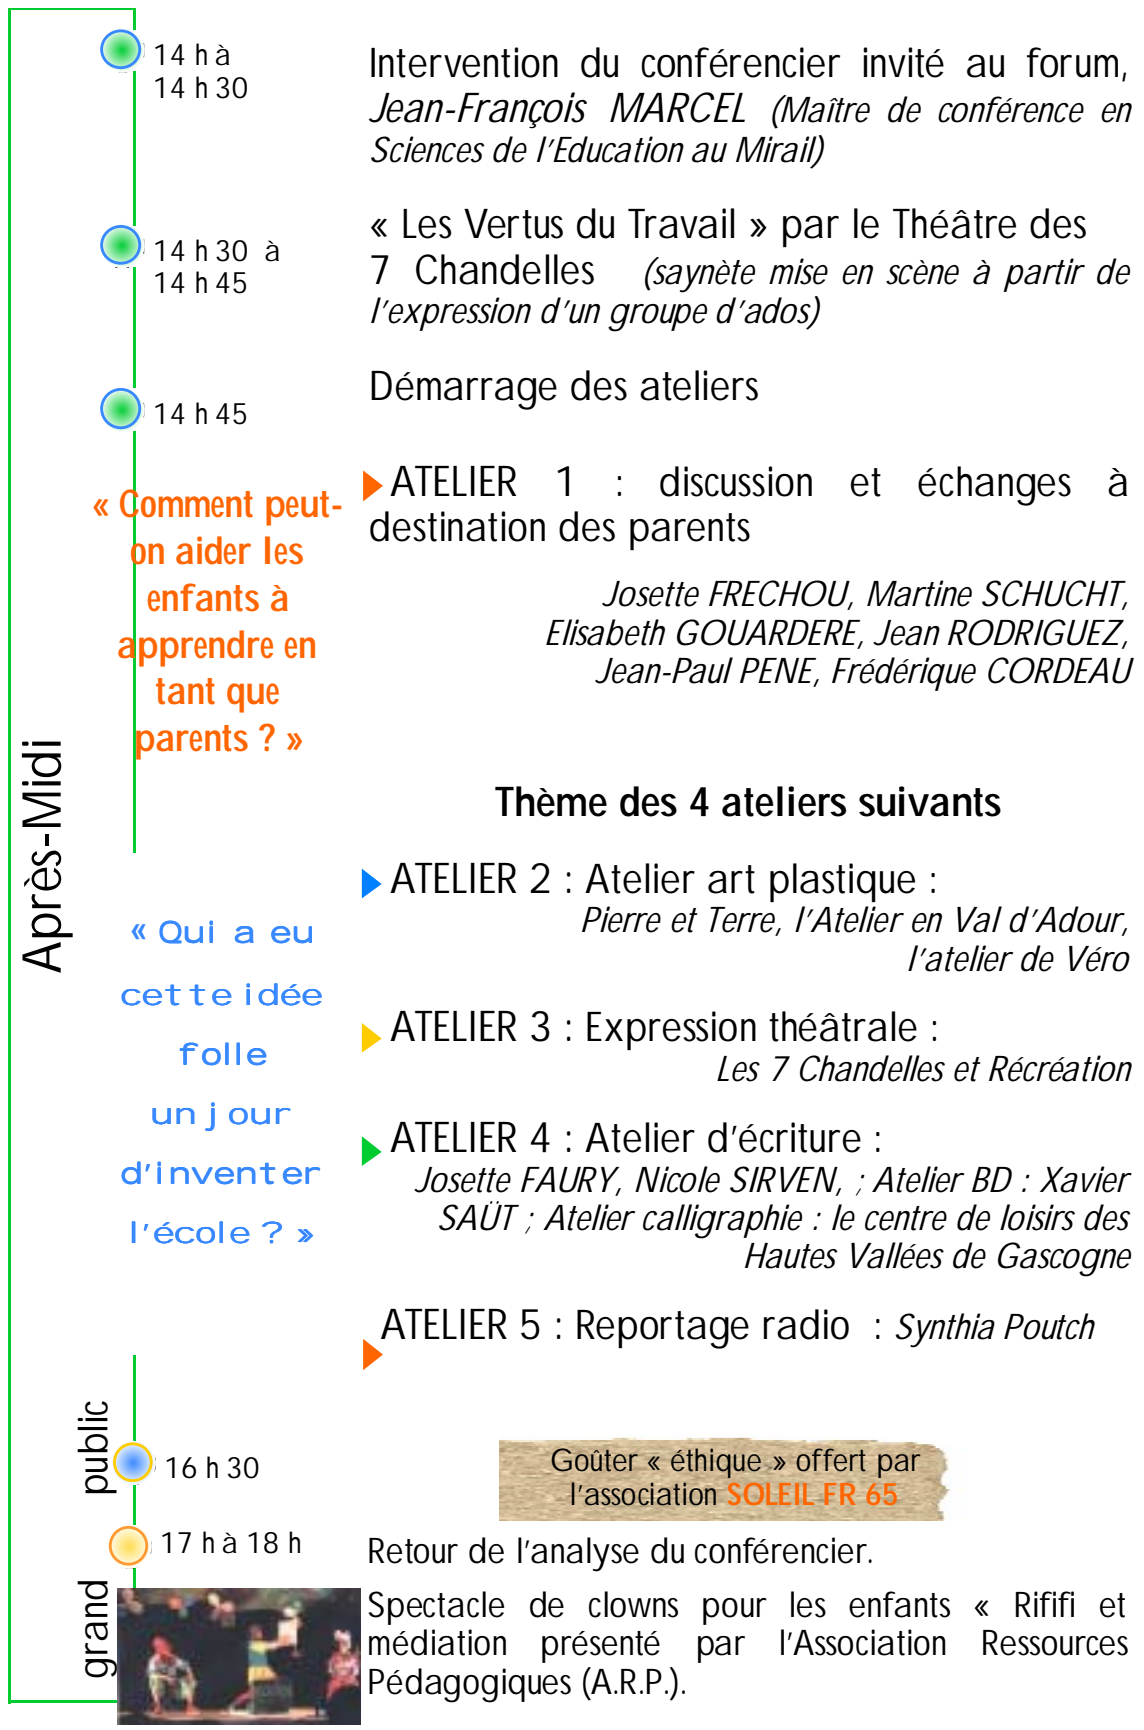 14 h à
14 h 30
Intervention du conférencier invité au forum,
Jean-François MARCEL (Maître de conférence en
Sciences de l'Education au Mirail)
14 h 30 à
14 h 45
« Les Vertus du Travail » par le Théâtre des
7 Chandelles (saynète mise en scène à partir de
l'expression d'un groupe d'ados)
14 h 45
Démarrage des ateliers
« Comment peut-
on aider les
enfants à
apprendre en
tant que
parents ? »
ATELIER 1 : discussion et échanges à
destination des parents
Josette FRECHOU, Martine SCHUCHT,
Elisabeth GOUARDERE, Jean RODRIGUEZ,
Jean-Paul PENE, Frédérique CORDEAU
Après-Midi
Thème des 4 ateliers suivants
« Qui a eu
cette idée
folle
un jour
d'inventer
l'école ? »
ATELIER 2 : Atelier art plastique :
Pierre et Terre, l'Atelier en Val d'Adour,
l'atelier de Véro
ATELIER 3 : Expression théâtrale :
Les 7 Chandelles et Récréation
ATELIER 4 : Atelier d'écriture :
Josette FAURY, Nicole SIRVEN, ; Atelier BD : Xavier
SAÜT ; Atelier calligraphie : le centre de loisirs des
Hautes Vallées de Gascogne
ATELIER 5 : Reportage radio : Synthia Poutch
grand public
16 h 30
Goûter « éthique » offert par
l'association SOLEIL FR 65
17 h à 18 h
Retour de l'analyse du conférencier.
Spectacle de clowns pour les enfants « Rififi et
médiation présenté par l'Association Ressources
Pédagogiques (A.R.P.).